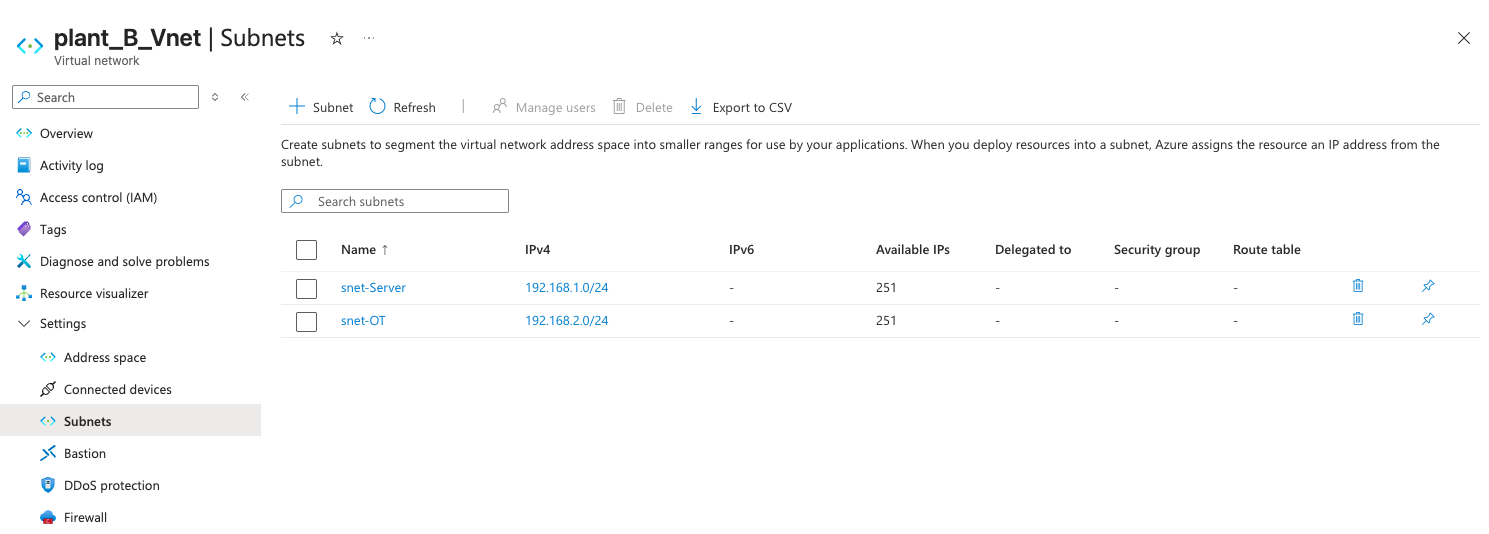 plant_B_Vnet | Subnets
Virtual network
Search
Overview
Activity log
Access control (IAM)
Tags
Diagnose and solve problems
Resource visualizer
Settings
Address space
Connected devices
Subnets
Bastion
DDoS protection
Firewall
Subnet Refresh | Manage users Delete Export to CSV
Create subnets to segment the virtual network address space into smaller ranges for use by your applications. When you deploy resources into a subnet, Azure assigns the resource an IP address from the
subnet.
Search subnets
Name ↑ IPv4 IPv6 Available IPs Delegated to Security group Route table
snet-Server 192.168.1.0/24 - 251 - - -
snet-OT 192.168.2.0/24 - 251 - - -